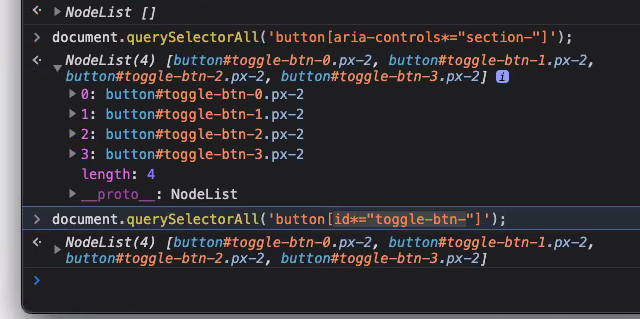 NodeList []
document.querySelectorAll('button[aria-controls*="section-"]');
NodeList(4) [button#toggle-btn-0.px-2, button#toggle-btn-1.px-2,
button#toggle-btn-2.px-2, button#toggle-btn-3.px-2] i
0: button#toggle-btn-0.px-2
1: button#toggle-btn-1.px-2
2: button#toggle-btn-2.px-2
3: button#toggle-btn-3.px-2
length: 4
__proto__: NodeList
document.querySelectorAll('button[id*="toggle-btn-"]');
NodeList(4) [button#toggle-btn-0.px-2, button#toggle-btn-1.px-2,
button#toggle-btn-2.px-2, button#toggle-btn-3.px-2]